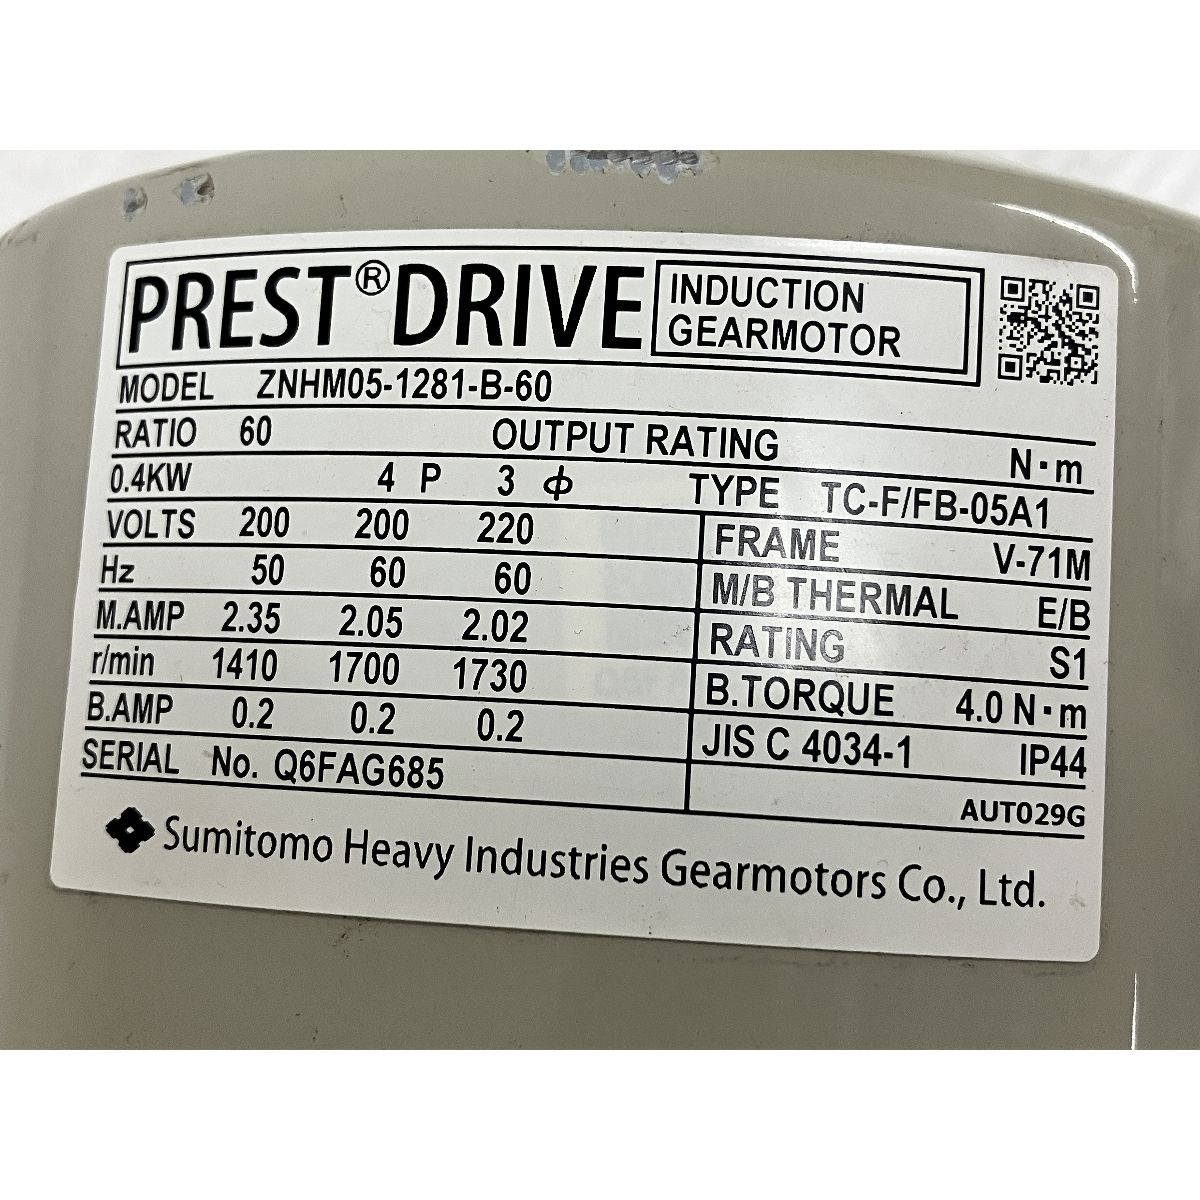 PREST® DRIVE INDUCTION GEARMOTOR
MODEL ZNHM05-1281-B-60
RATIO 60 OUTPUT RATING N·m
0.4KW 4 P 3 φ TYPE TC-F/FB-05A1
VOLTS 200 200 220 FRAME V-71M
Hz 50 60 60 M/B THERMAL E/B
M.AMP 2.35 2.05 2.02 RATING S1
r/min 1410 1700 1730 B.TORQUE 4.0 N·m
B.AMP 0.2 0.2 0.2 JIS C 4034-1 IP44
SERIAL No. Q6FAG685 AUT029G
Sumitomo Heavy Industries Gearmotors Co., Ltd.